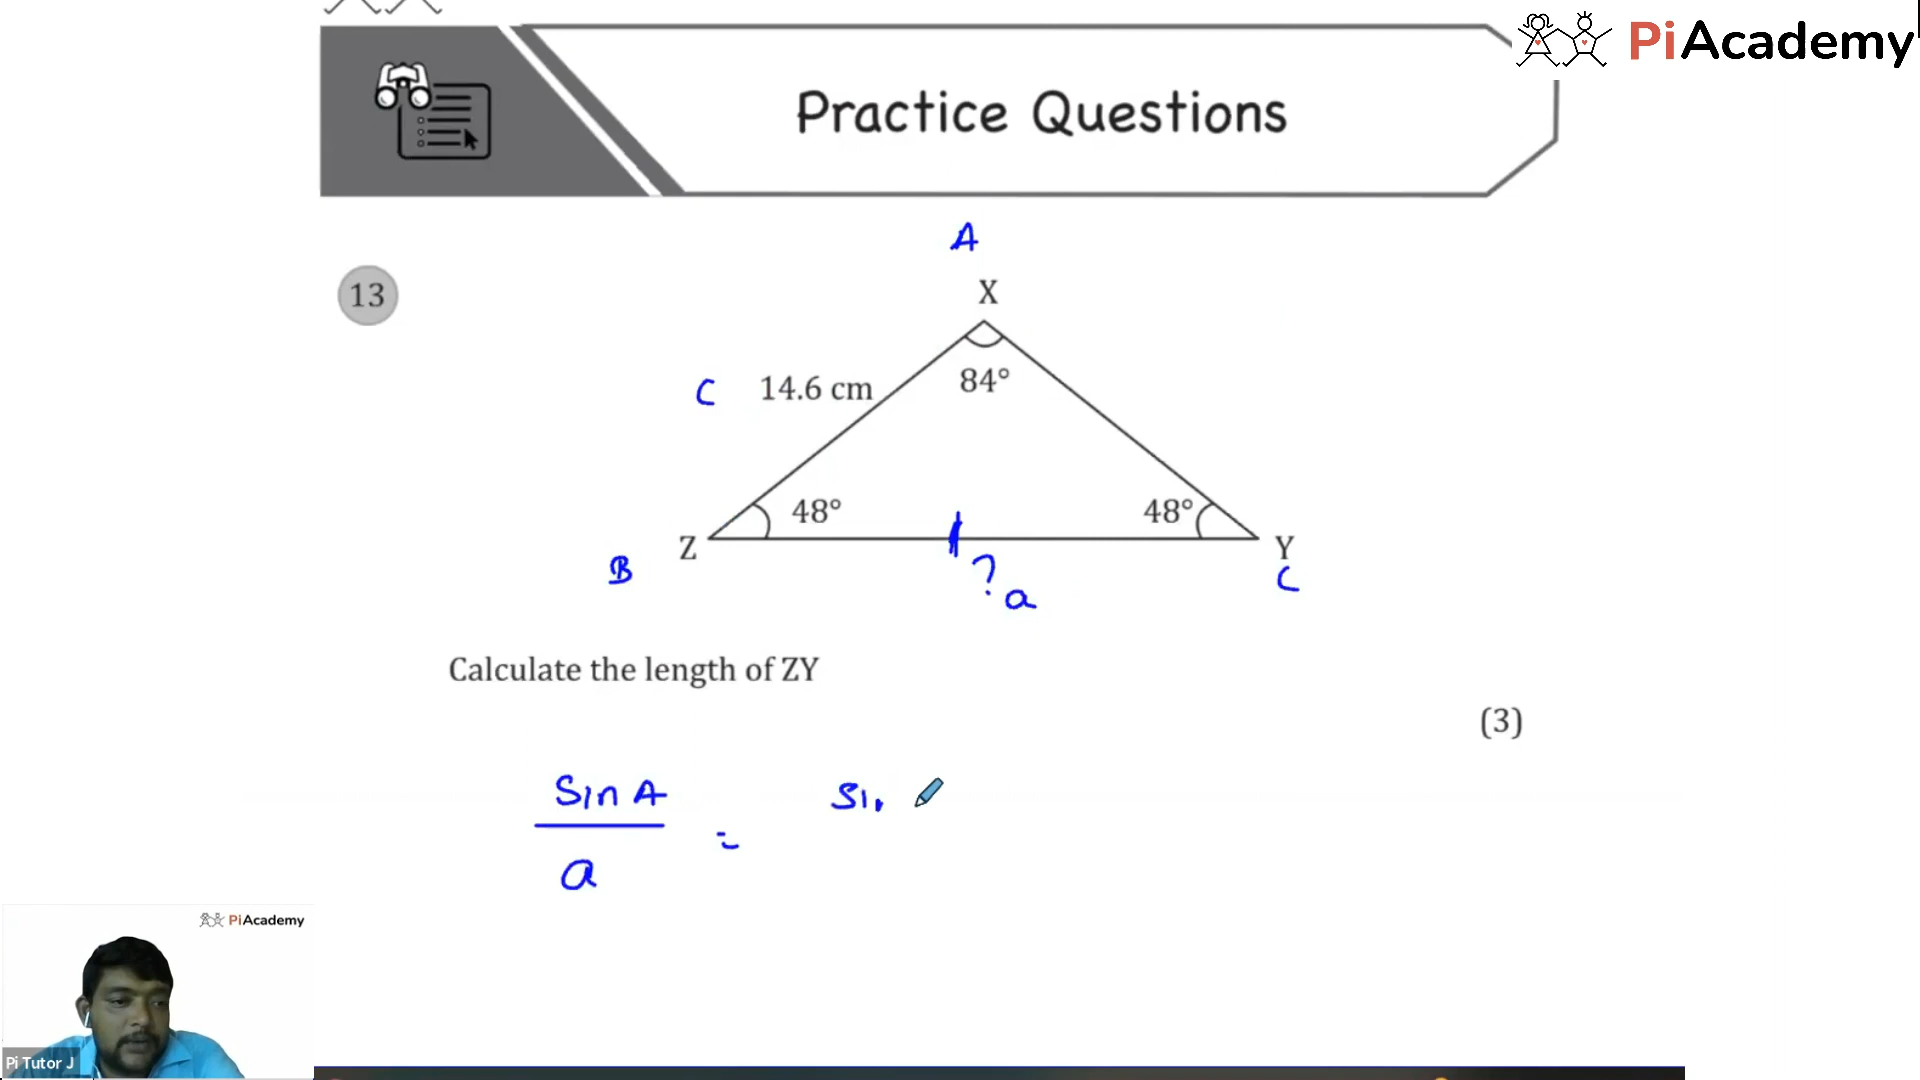 PiAcademy
Practice Questions
A
X
13
84°
C 14.6 cm
48° 48°
Z Y
B ? a C
Calculate the length of ZY
(3)
Sin A
=
a
PiAcademy
Pi Tutor J